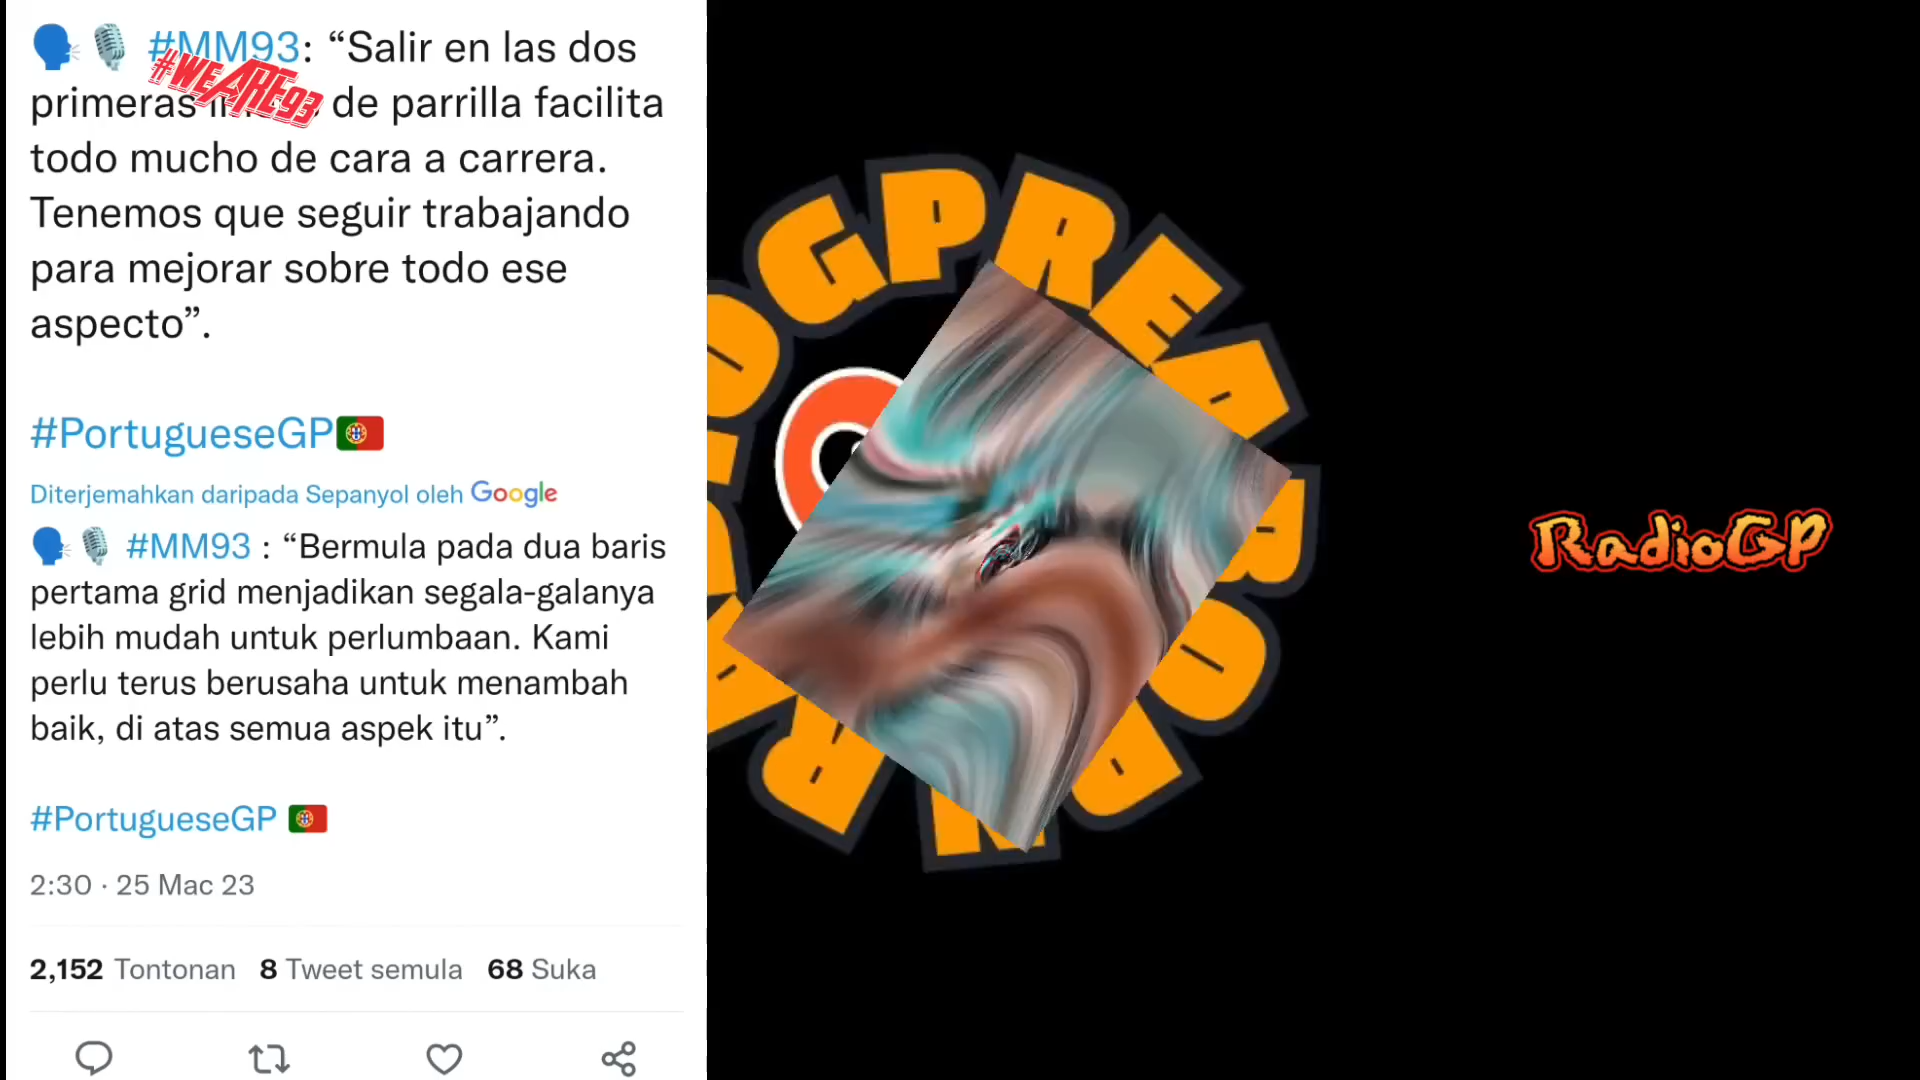 🗣️🎙️ #MM93: “Salir en las dos
#WEARE93
primeras de parrilla facilita
todo mucho de cara a carrera.
Tenemos que seguir trabajando
para mejorar sobre todo ese
aspecto”.
#PortugueseGP🇵🇹
Diterjemahkan daripada Sepanyol oleh Google
🗣️🎙️ #MM93 : “Bermula pada dua baris
pertama grid menjadikan segala-galanya
lebih mudah untuk perlumbaan. Kami
perlu terus berusaha untuk menambah
baik, di atas semua aspek itu”.
#PortugueseGP 🇵🇹
2:30 · 25 Mac 23
2,152 Tontonan 8 Tweet semula 68 Suka
RadioGP